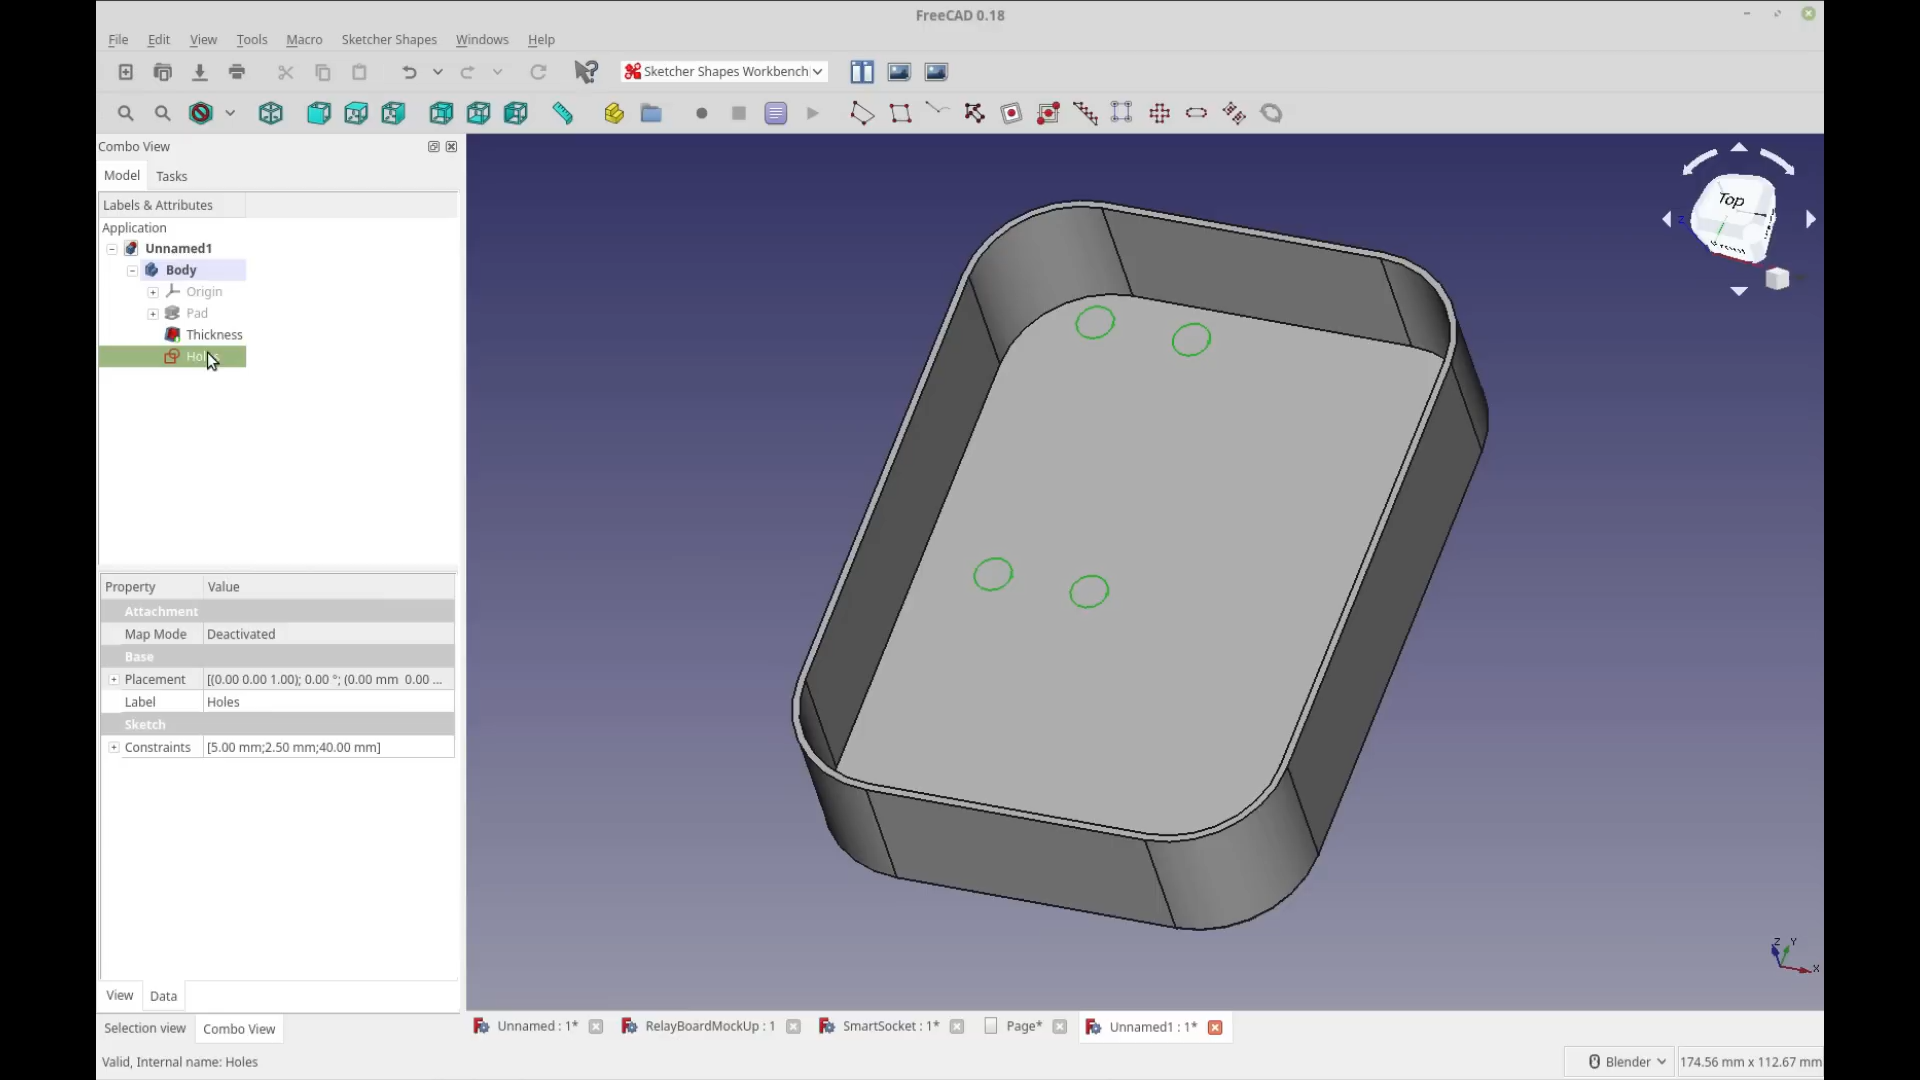 FreeCAD 0.18
File Edit View Tools Macro Sketcher Shapes Windows Help
Sketcher Shapes Workbench
Combo View
Model Tasks
Labels & Attributes
Application
Unnamed1
Body
Origin
Pad
Thickness
Top
Property Value
Attachment
Map Mode Deactivated
Base
Placement [(0.00 0.00 1.00); 0.00 °; (0.00 mm 0.00 ...
Label Holes
Sketch
Constraints [5.00 mm;2.50 mm;40.00 mm]
Z Y
X
View Data
Selection view Combo View
Unnamed : 1* RelayBoardMockUp : 1 SmartSocket : 1* Page* Unnamed1 : 1*
Valid, Internal name: Holes
Blender 174.56 mm x 112.67 mm